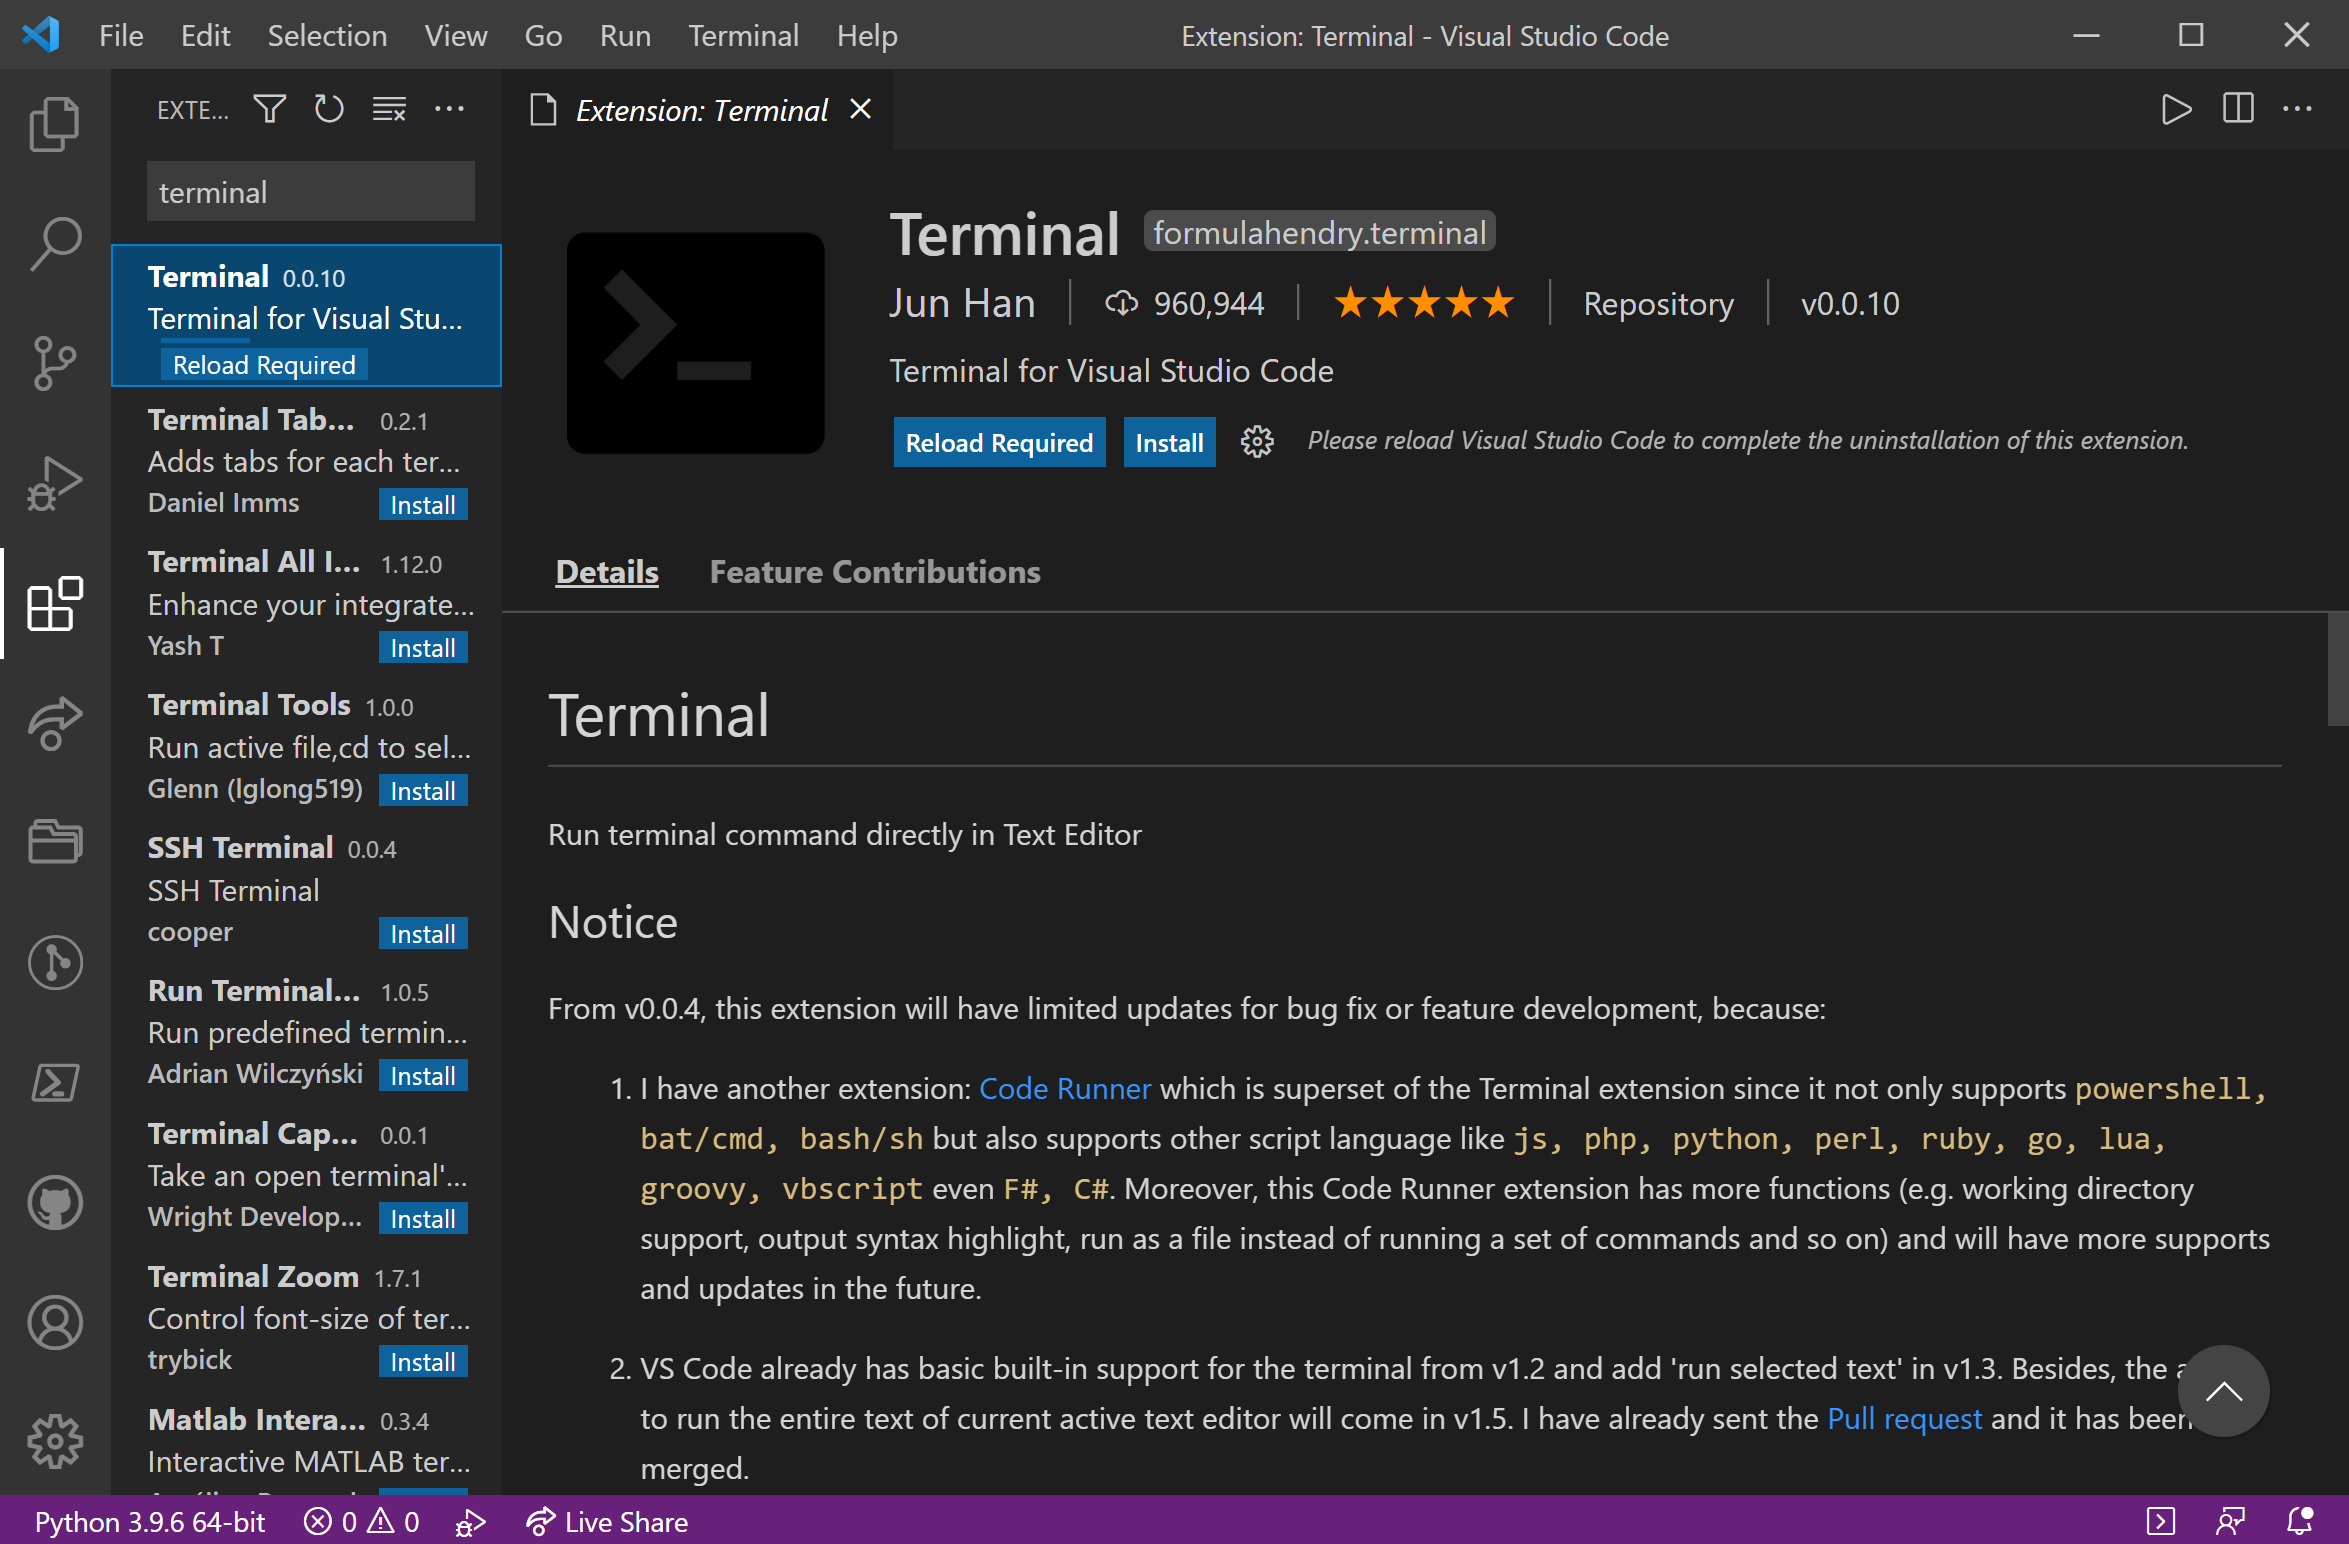 File Edit Selection View Go Run Terminal Help
Extension: Terminal - Visual Studio Code
EXTE...
terminal
Terminal 0.0.10
Terminal for Visual Stu...
Reload Required
Terminal Tab... 0.2.1
Adds tabs for each ter...
Daniel Imms Install
Terminal All I... 1.12.0
Enhance your integrate...
Yash T Install
Terminal Tools 1.0.0
Run active file,cd to sel...
Glenn (lglong519) Install
SSH Terminal 0.0.4
SSH Terminal
cooper Install
Run Terminal... 1.0.5
Run predefined termin...
Adrian Wilczyński Install
Terminal Cap... 0.0.1
Take an open terminal'...
Wright Develop... Install
Terminal Zoom 1.7.1
Control font-size of ter...
trybick Install
Matlab Intera... 0.3.4
Interactive MATLAB ter...
Extension: Terminal
Terminal formulahendry.terminal
Jun Han 960,944 Repository v0.0.10
Terminal for Visual Studio Code
Reload Required Install Please reload Visual Studio Code to complete the uninstallation of this extension.
Details Feature Contributions
Terminal
Run terminal command directly in Text Editor
Notice
From v0.0.4, this extension will have limited updates for bug fix or feature development, because:
1. I have another extension: Code Runner which is superset of the Terminal extension since it not only supports powershell,
bat/cmd, bash/sh but also supports other script language like js, php, python, perl, ruby, go, lua,
groovy, vbscript even F#, C#. Moreover, this Code Runner extension has more functions (e.g. working directory
support, output syntax highlight, run as a file instead of running a set of commands and so on) and will have more supports
and updates in the future.
2. VS Code already has basic built-in support for the terminal from v1.2 and add 'run selected text' in v1.3. Besides, the
to run the entire text of current active text editor will come in v1.5. I have already sent the Pull request and it has been
merged.
Python 3.9.6 64-bit 0 0 Live Share